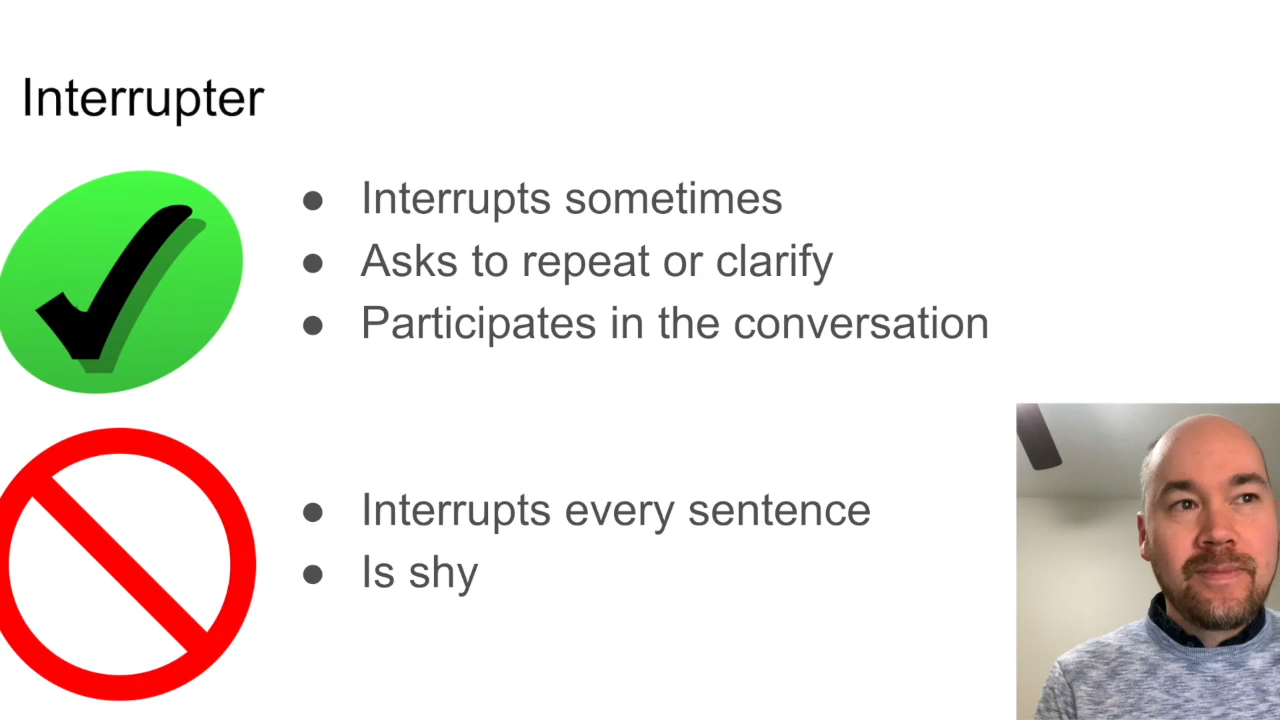 Interrupter
● Interrupts sometimes
● Asks to repeat or clarify
● Participates in the conversation
● Interrupts every sentence
● Is shy